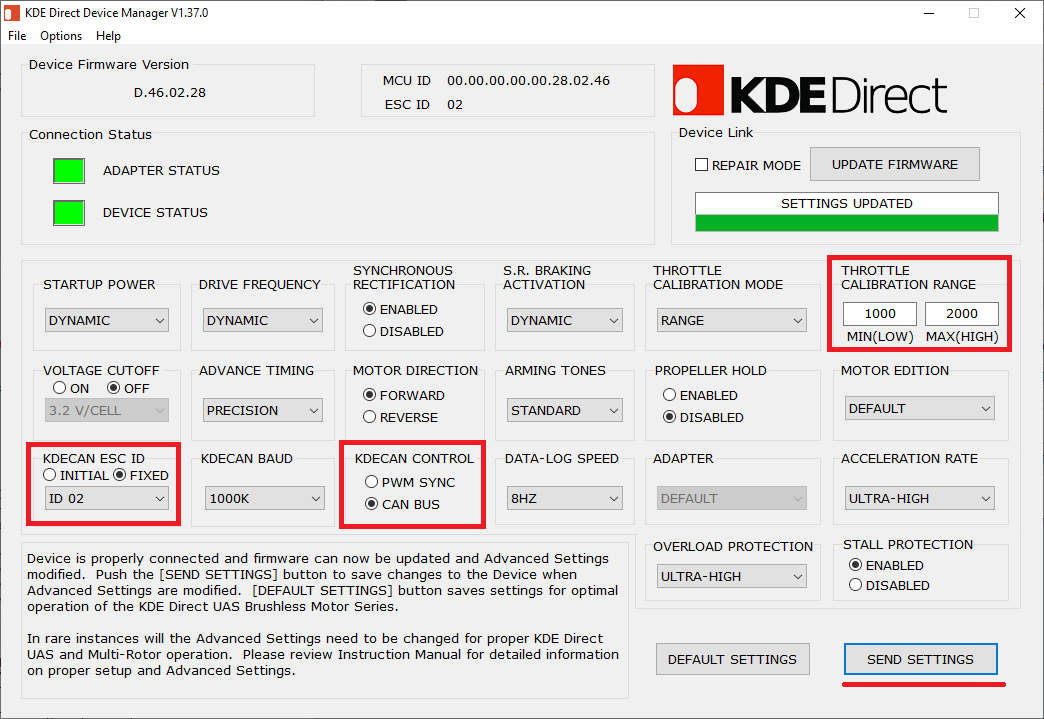 KDE Direct Device Manager V1.37.0
File Options Help
Device Firmware Version
D.46.02.28
MCU ID 00.00.00.00.00.28.02.46
ESC ID 02
KDE Direct
Connection Status
ADAPTER STATUS
DEVICE STATUS
Device Link
REPAIR MODE
UPDATE FIRMWARE
SETTINGS UPDATED
STARTUP POWER
DYNAMIC
DRIVE FREQUENCY
DYNAMIC
SYNCHRONOUS
RECTIFICATION
ENABLED
DISABLED
S.R. BRAKING
ACTIVATION
DYNAMIC
THROTTLE
CALIBRATION MODE
RANGE
THROTTLE
CALIBRATION RANGE
1000 2000
MIN(LOW) MAX(HIGH)
VOLTAGE CUTOFF
ON OFF
3.2 V/CELL
ADVANCE TIMING
PRECISION
MOTOR DIRECTION
FORWARD
REVERSE
ARMING TONES
STANDARD
PROPELLER HOLD
ENABLED
DISABLED
MOTOR EDITION
DEFAULT
KDECAN ESC ID
INITIAL FIXED
ID 02
KDECAN BAUD
1000K
KDECAN CONTROL
PWM SYNC
CAN BUS
DATA-LOG SPEED
8HZ
ADAPTER
DEFAULT
ACCELERATION RATE
ULTRA-HIGH
OVERLOAD PROTECTION
ULTRA-HIGH
STALL PROTECTION
ENABLED
DISABLED
Device is properly connected and firmware can now be updated and Advanced Settings
modified. Push the [SEND SETTINGS] button to save changes to the Device when
Advanced Settings are modified. [DEFAULT SETTINGS] button saves settings for optimal
operation of the KDE Direct UAS Brushless Motor Series.
In rare instances will the Advanced Settings need to be changed for proper KDE Direct
UAS and Multi-Rotor operation. Please review Instruction Manual for detailed information
on proper setup and Advanced Settings.
DEFAULT SETTINGS
SEND SETTINGS